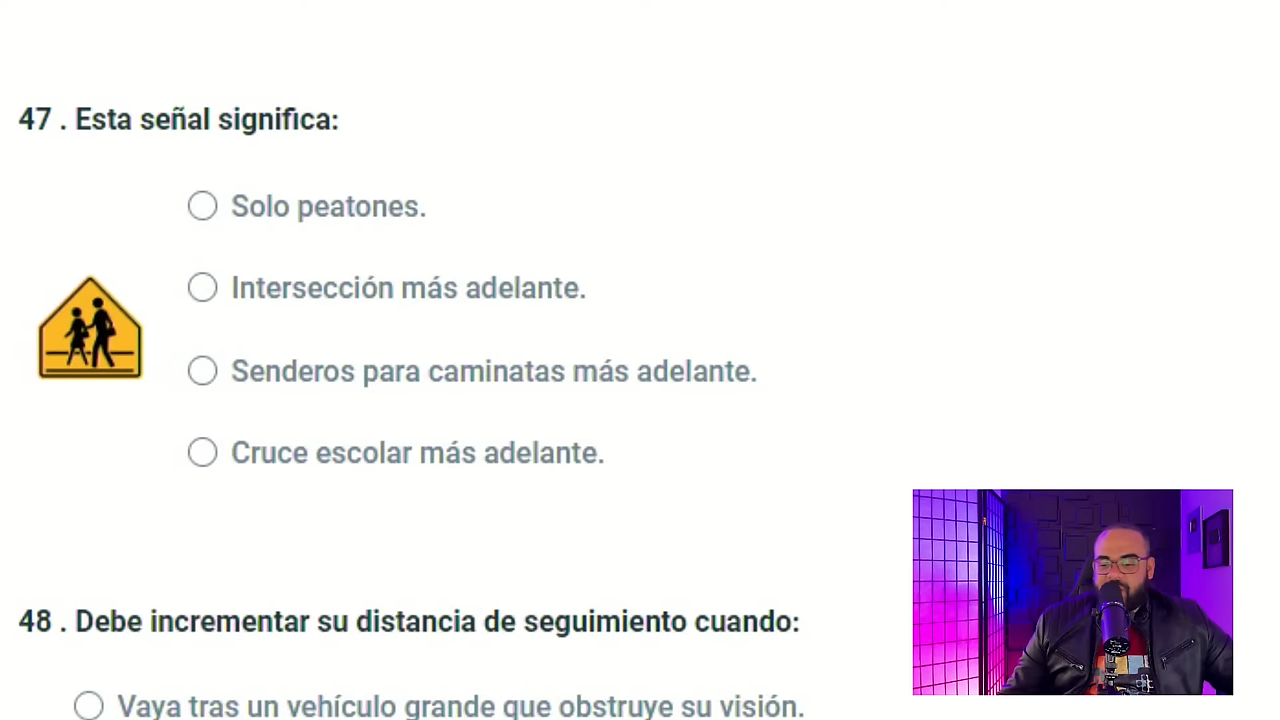 47 . Esta señal significa:
Solo peatones.
Intersección más adelante.
Senderos para caminatas más adelante.
Cruce escolar más adelante.
48 . Debe incrementar su distancia de seguimiento cuando:
Vaya tras un vehículo grande que obstruye su visión.